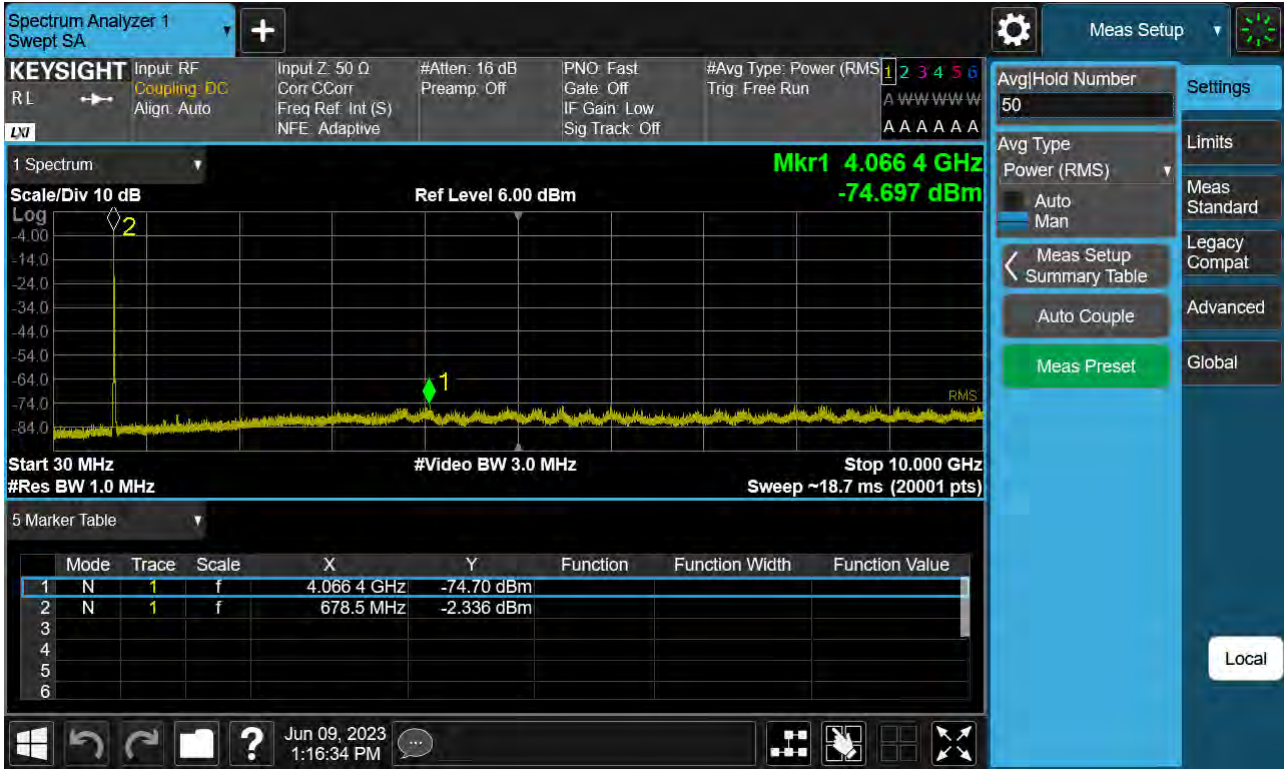 Spectrum Analyzer 1
Swept SA
+
Meas Setup
KEYSIGHT
RL
LXI
Input: RF
Coupling: DC
Align: Auto
Input Z: 50 Ω
Corr CCorr
Freq Ref: Int (S)
NFE: Adaptive
#Atten: 16 dB
Preamp: Off
PNO: Fast
Gate: Off
IF Gain: Low
Sig Track: Off
#Avg Type: Power (RMS
Trig: Free Run
1 2 3 4 5 6
A W W W W W
A A A A A A
1 Spectrum
Mkr1 4.066 4 GHz
Scale/Div 10 dB
Ref Level 6.00 dBm
-74.697 dBm
Log
2
-4.00
-14.0
-24.0
-34.0
-44.0
-54.0
-64.0
1
-74.0
RMS
-84.0
Start 30 MHz
#Video BW 3.0 MHz
Stop 10.000 GHz
#Res BW 1.0 MHz
Sweep ~18.7 ms (20001 pts)
5 Marker Table
Mode Trace Scale X Y Function Function Width Function Value
1 N 1 f 4.066 4 GHz -74.70 dBm
2 N 1 f 678.5 MHz -2.336 dBm
3
4
5
6
Avg|Hold Number
50
Avg Type
Power (RMS)
Auto
Man
Meas Setup
Summary Table
Auto Couple
Meas Preset
Settings
Limits
Meas
Standard
Legacy
Compat
Advanced
Global
Local
?
Jun 09, 2023
1:16:34 PM